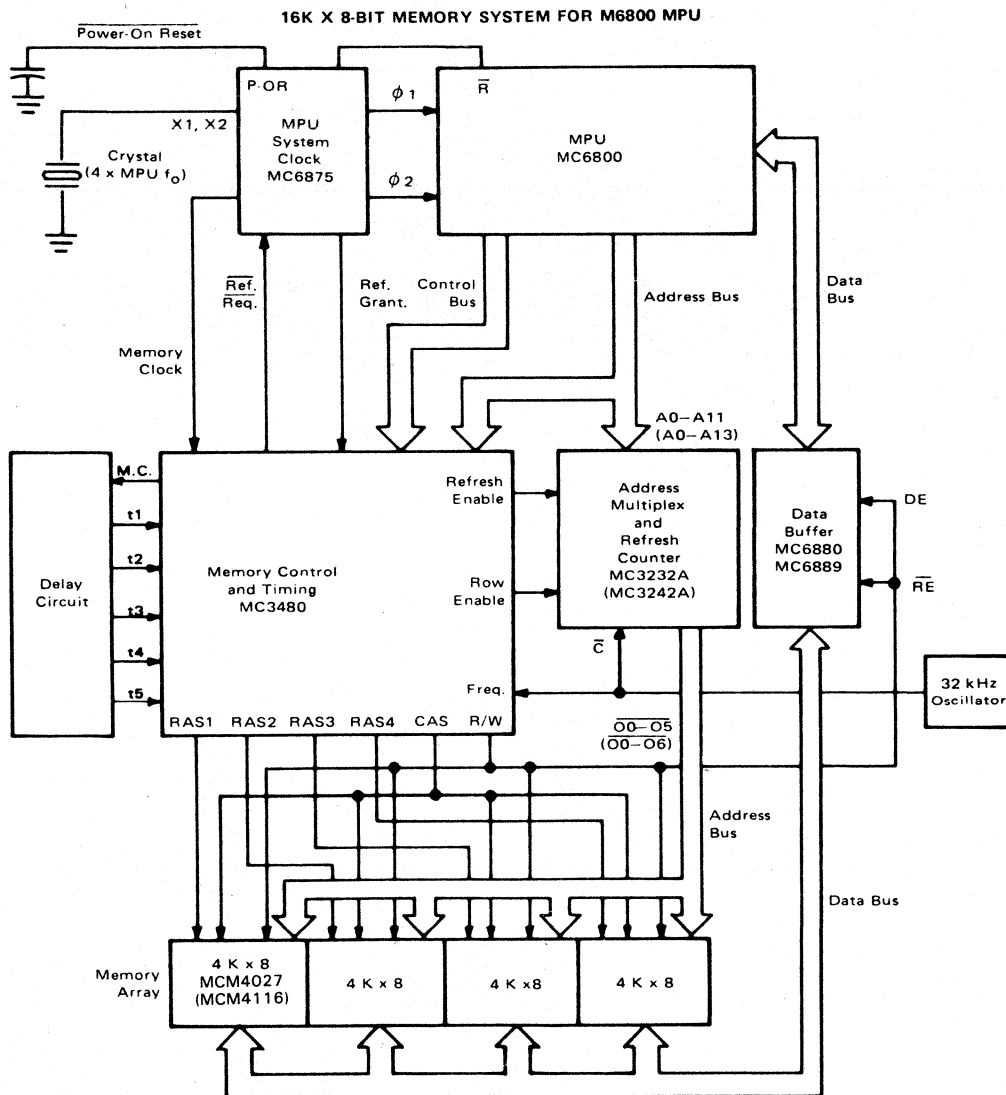 16K X 8-BIT MEMORY SYSTEM FOR M6800 MPU
Power-On Reset
P-OR
X1, X2
MPU
System
Clock
MC6875
ϕ 1
ϕ 2
R
MPU
MC6800
Crystal
(4 x MPU fo)
Memory
Clock
Ref.
Req.
Ref.
Grant.
Control
Bus
Address Bus
Data
Bus
A0–A11
(A0–A13)
Delay
Circuit
M.C.
t1
t2
t3
t4
t5
Memory Control
and Timing
MC3480
Refresh
Enable
Row
Enable
Freq.
RAS1 RAS2 RAS3 RAS4 CAS R/W
Address
Multiplex
and
Refresh
Counter
MC3232A
(MC3242A)
C
Data
Buffer
MC6880
MC6889
DE
RE
32 kHz
Oscillator
O0–O5
(O0–O6)
Address
Bus
Data Bus
Memory
Array
4 K x 8
MCM4027
(MCM4116)
4 K x 8
4 K x8
4 K x 8